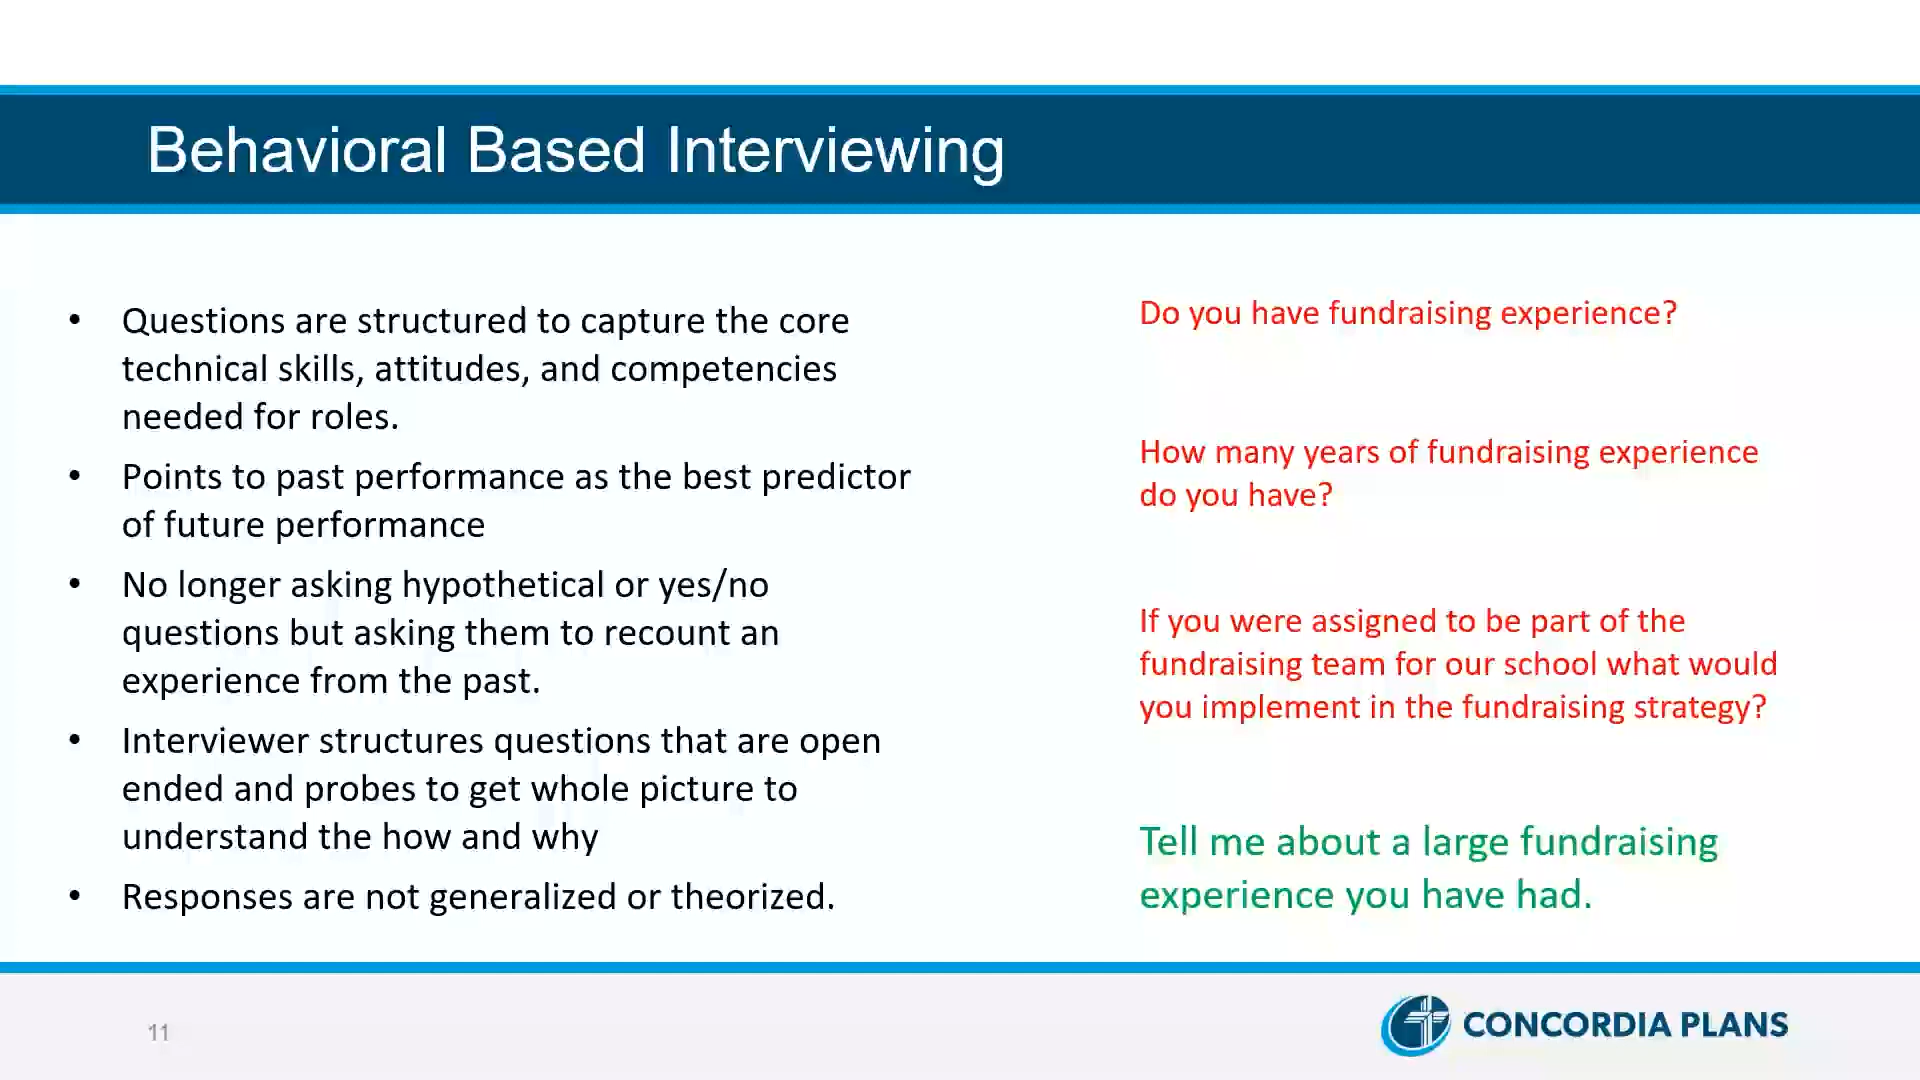 Behavioral Based Interviewing
• Questions are structured to capture the core
technical skills, attitudes, and competencies
needed for roles.
• Points to past performance as the best predictor
of future performance
• No longer asking hypothetical or yes/no
questions but asking them to recount an
experience from the past.
• Interviewer structures questions that are open
ended and probes to get whole picture to
understand the how and why
• Responses are not generalized or theorized.
Do you have fundraising experience?
How many years of fundraising experience
do you have?
If you were assigned to be part of the
fundraising team for our school what would
you implement in the fundraising strategy?
Tell me about a large fundraising
experience you have had.
11
CONCORDIA PLANS